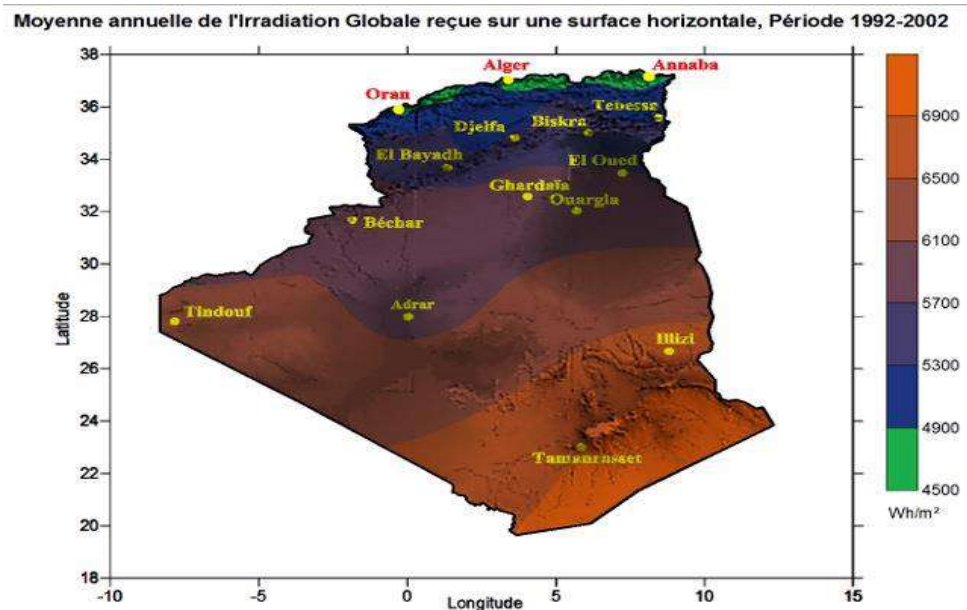 Moyenne annuelle de l'Irradiation Globale reçue sur une surface horizontale, Période 1992-2002
38
36
34
32
30
28
26
24
22
20
18
-10
-5
0
5
10
15
Latitude
Longitude
Alger
Annaba
Oran
Tebessa
Biskra
Djelfa
El Bayadh
El Oued
Ghardaïa
Ouargla
Béchar
Adrar
Tindouf
Illizi
Tamanrasset
6900
6500
6100
5700
5300
4900
4500
Wh/m²